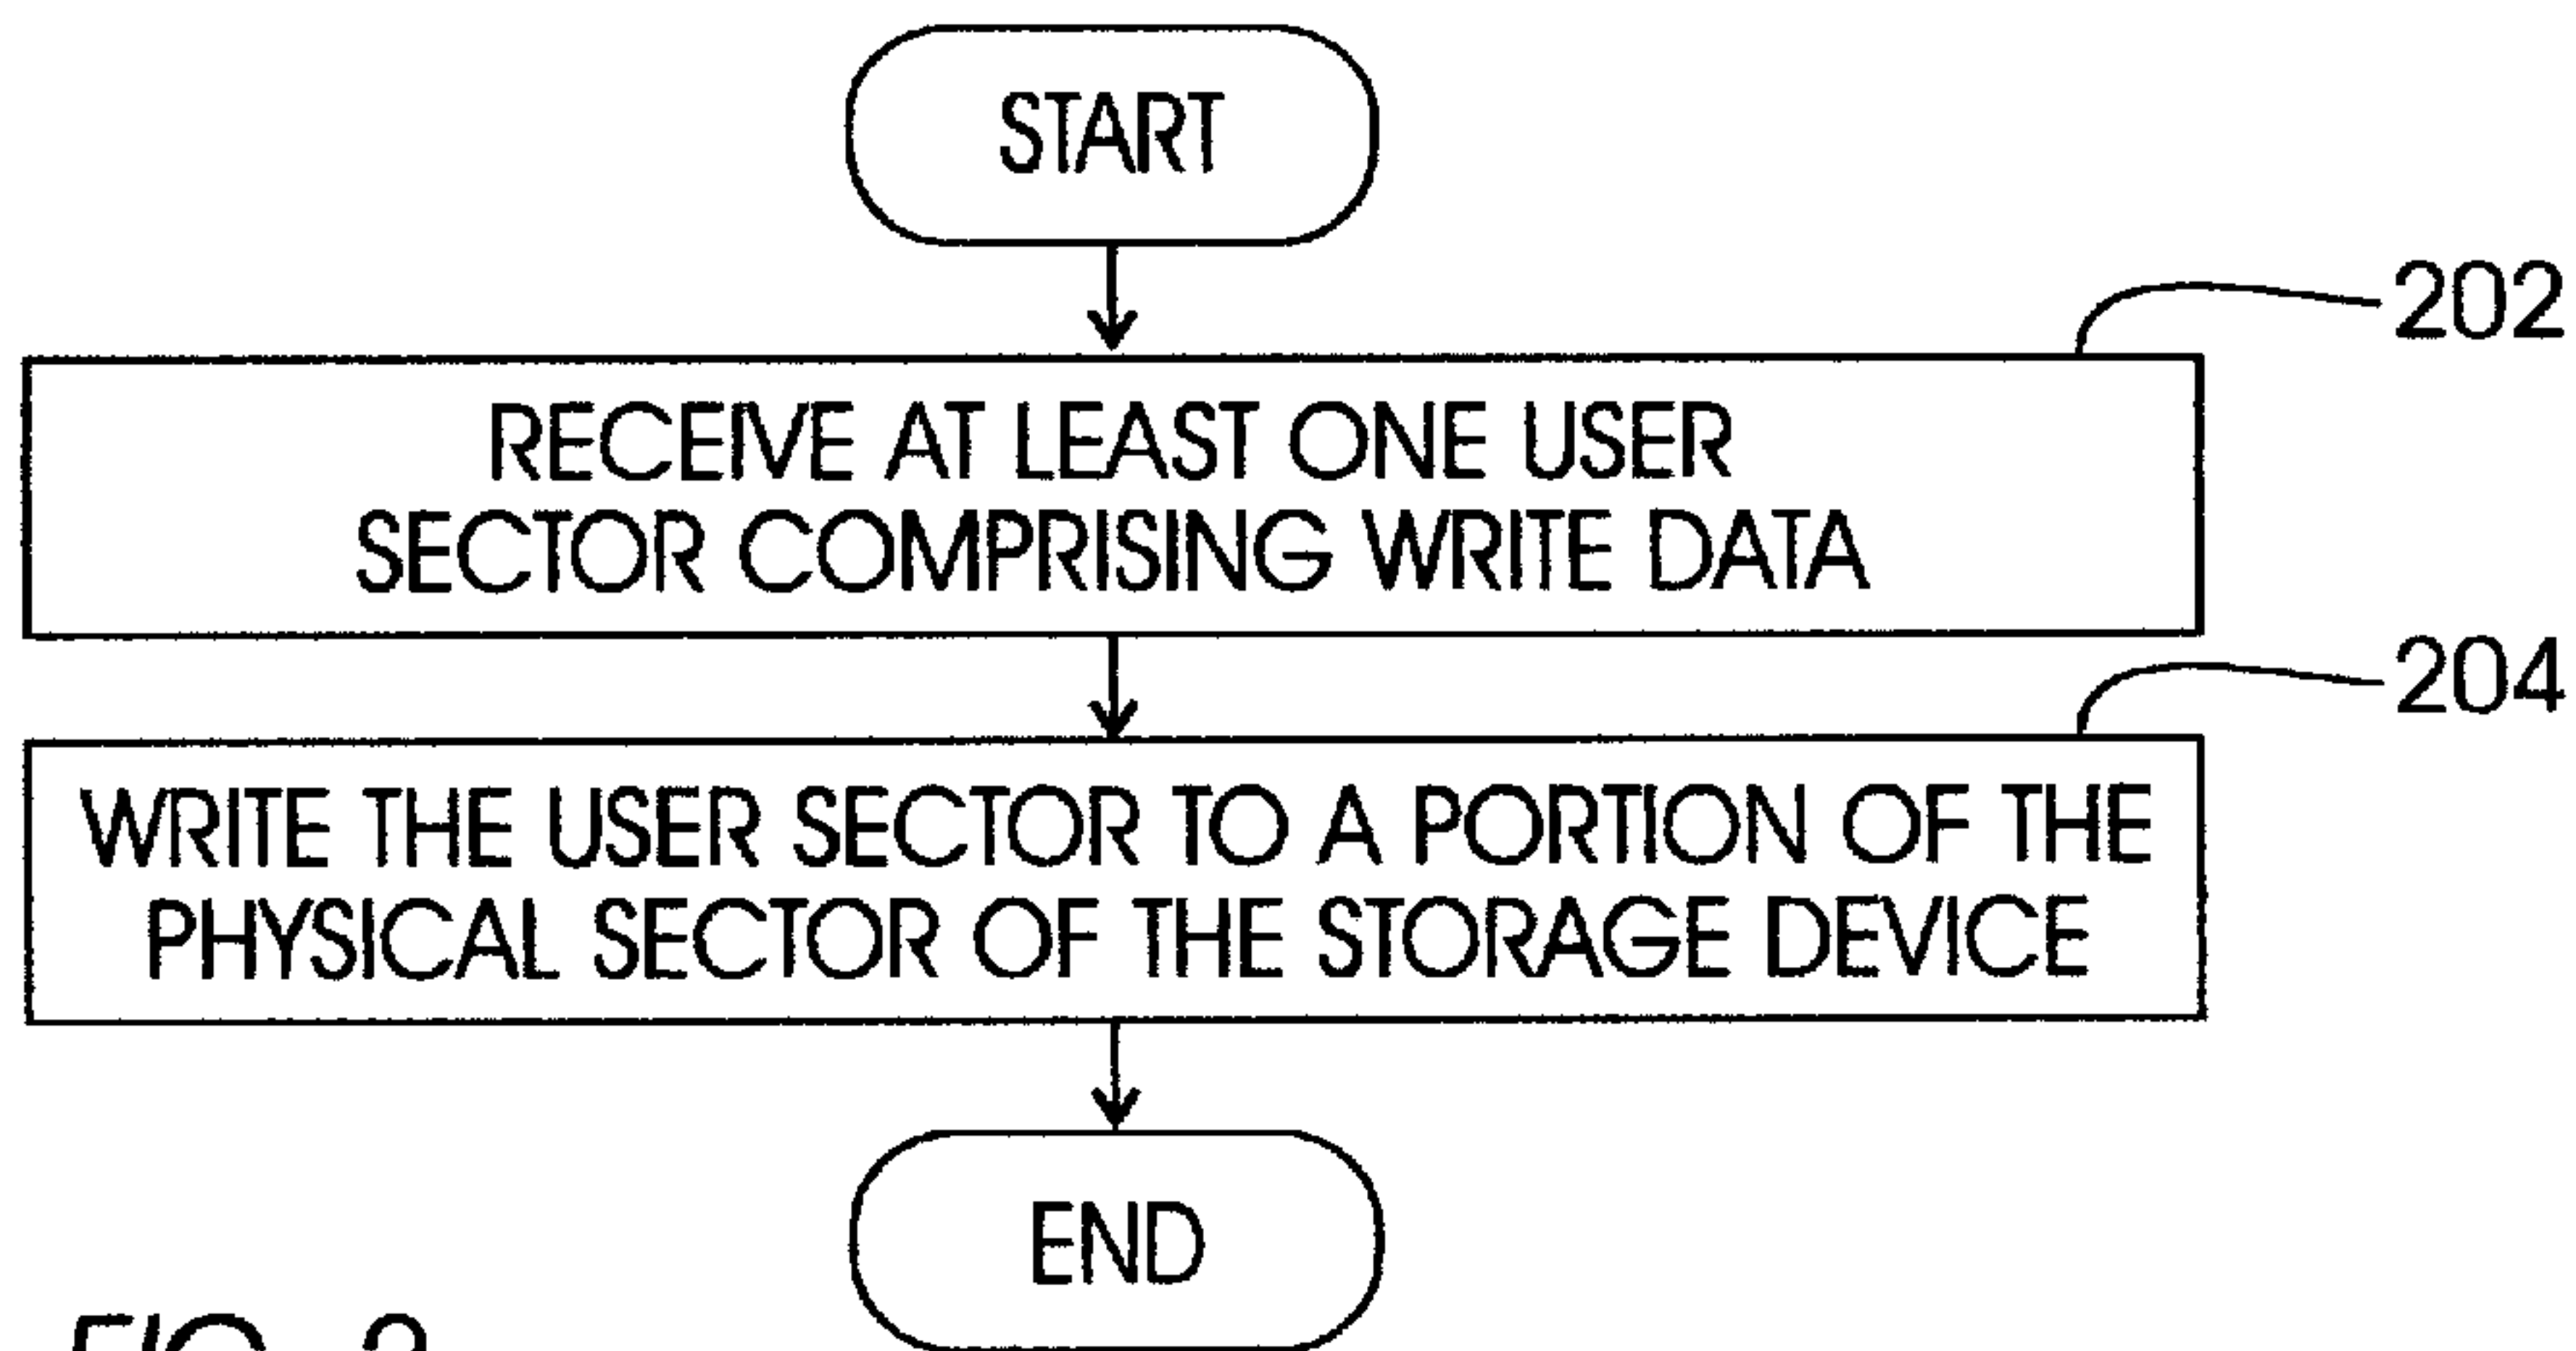 START
202
RECEIVE AT LEAST ONE USER
SECTOR COMPRISING WRITE DATA
204
WRITE THE USER SECTOR TO A PORTION OF THE
PHYSICAL SECTOR OF THE STORAGE DEVICE
END
FIG.